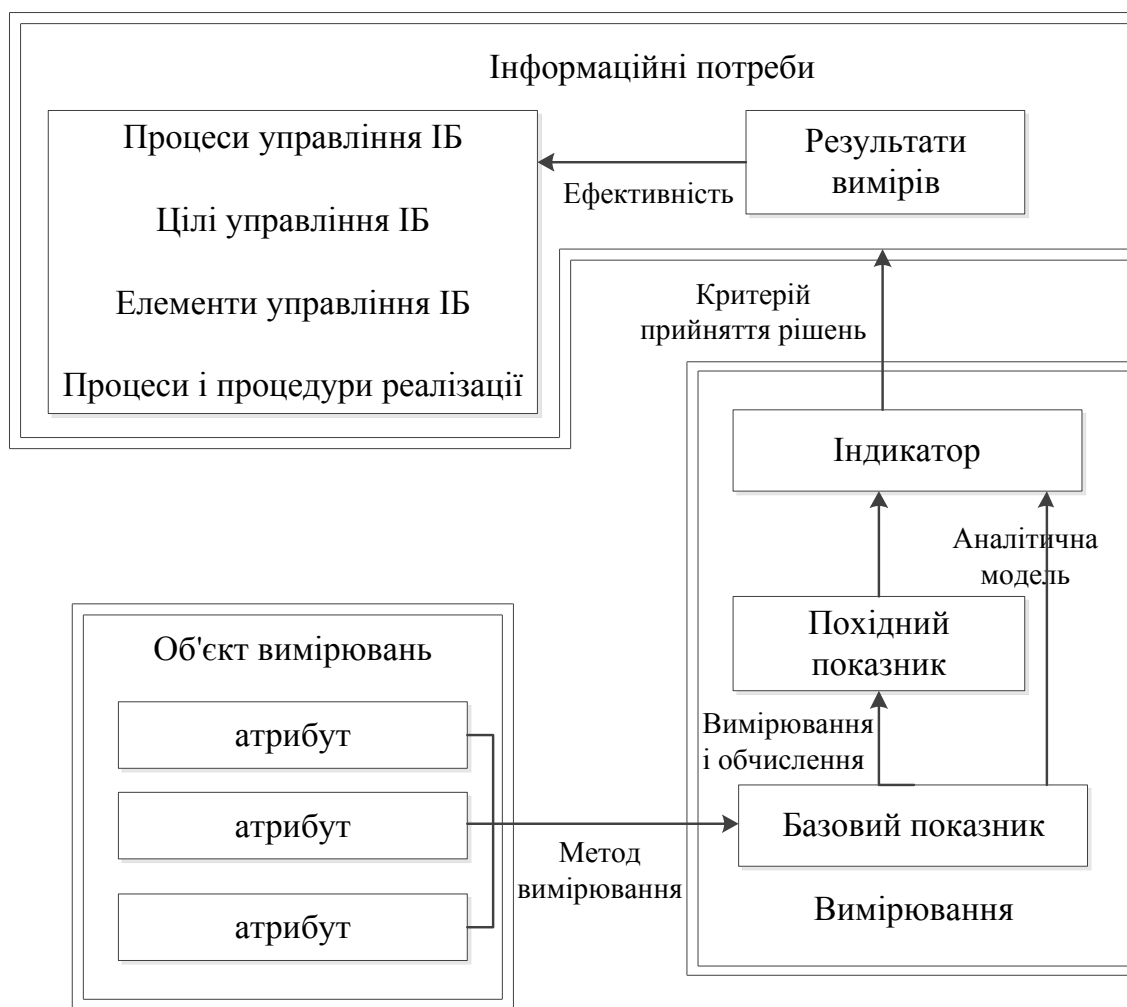 Інформаційні потреби
Процеси управління ІБ
Цілі управління ІБ
Елементи управління ІБ
Процеси і процедури реалізації
Ефективність
Результати
вимірів
Критерій
прийняття рішень
Індикатор
Аналітична
модель
Похідний
показник
Вимірювання
і обчислення
Базовий показник
Вимірювання
Об'єкт вимірювань
атрибут
атрибут
атрибут
Метод
вимірювання